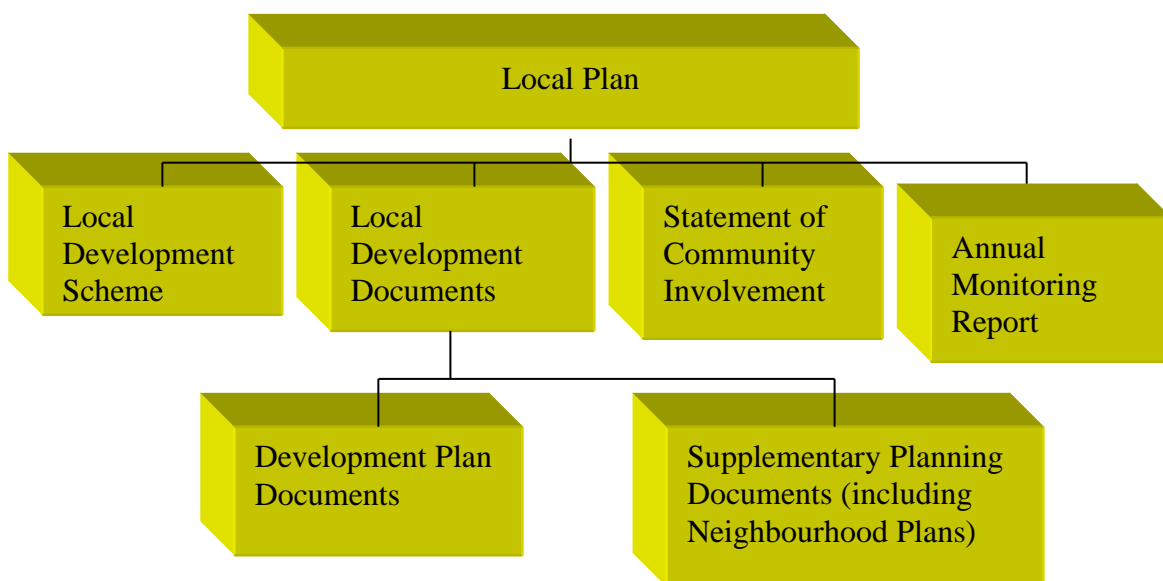 Local Plan
Local
Development
Scheme
Local
Development
Documents
Statement of
Community
Involvement
Annual
Monitoring
Report
Development Plan
Documents
Supplementary Planning
Documents (including
Neighbourhood Plans)